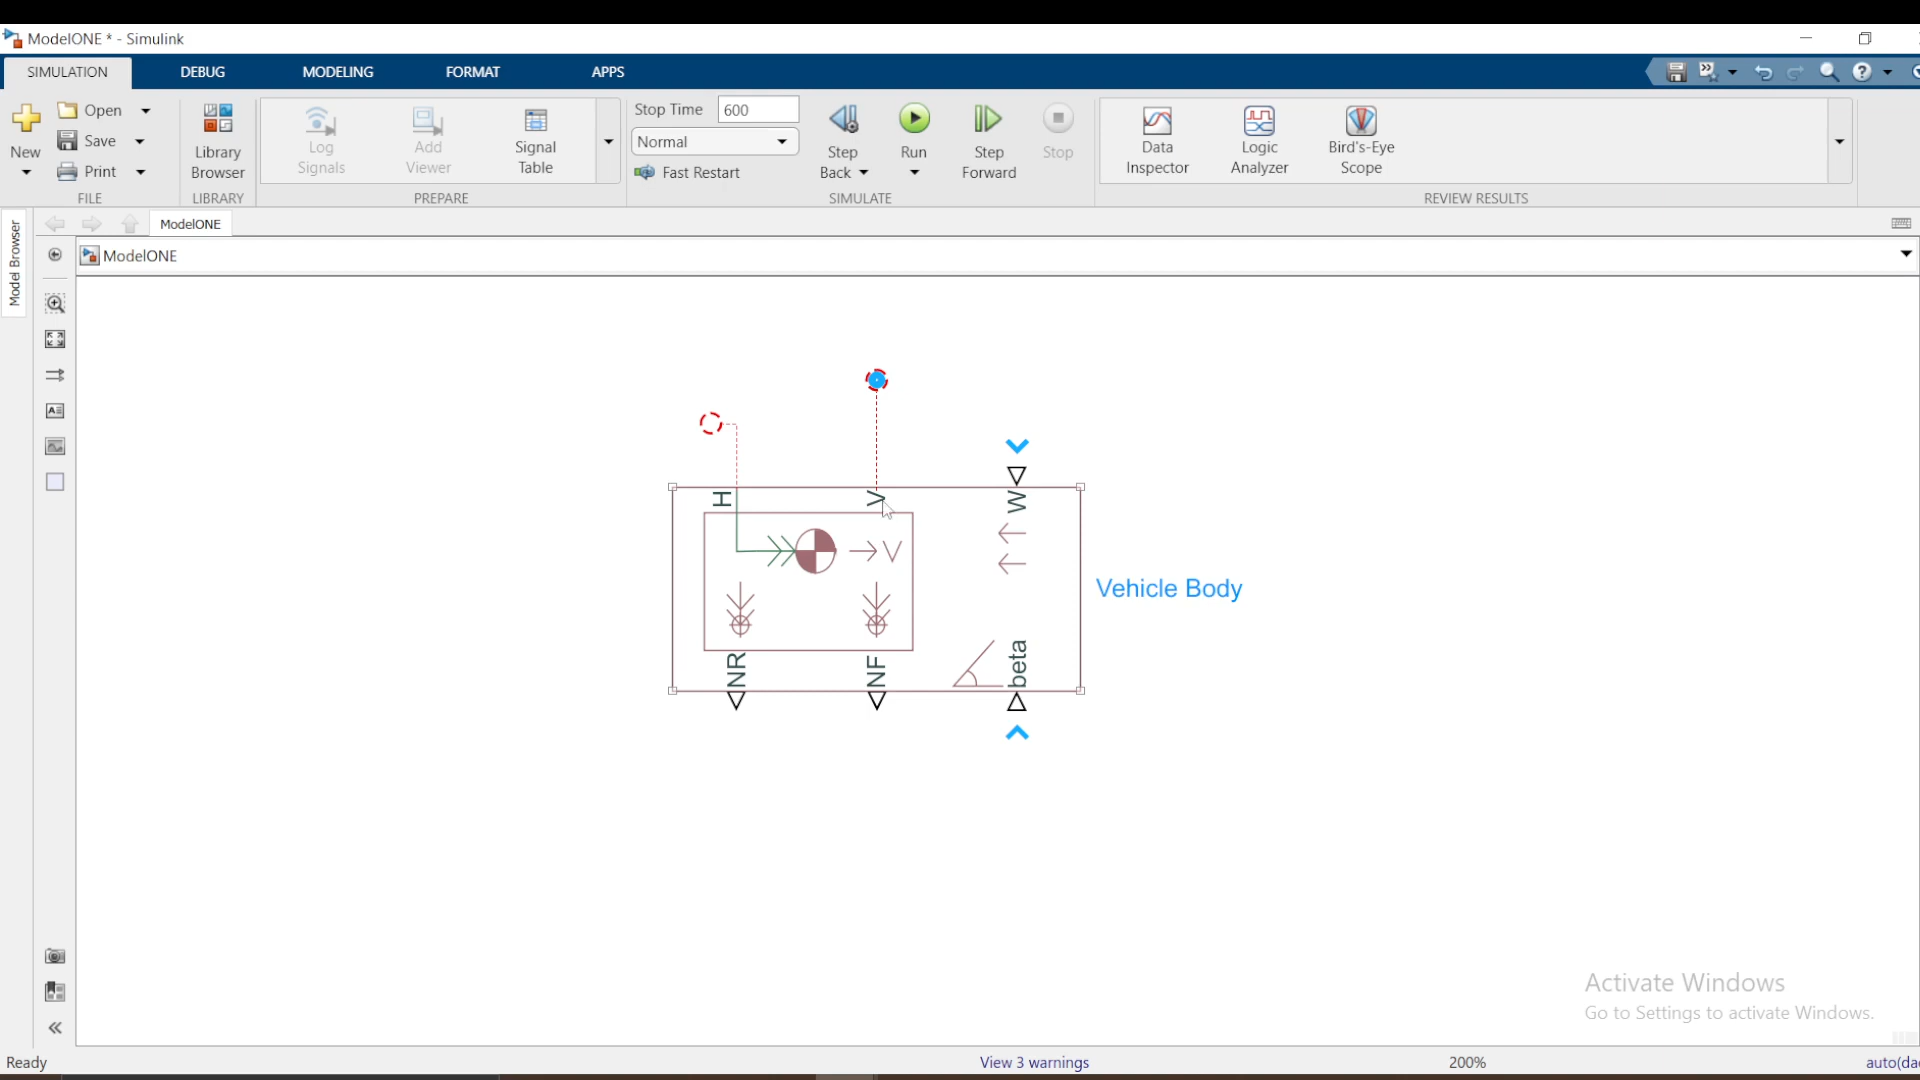 ModelONE * - Simulink
SIMULATION DEBUG MODELING FORMAT APPS
New
Open
Save
Print
FILE
Library Browser
LIBRARY
Log Signals
Add Viewer
Signal Table
PREPARE
Stop Time 600
Normal
Fast Restart
Step Back
Run
Step Forward
Stop
SIMULATE
Data Inspector
Logic Analyzer
Bird's-Eye Scope
REVIEW RESULTS
Model Browser
ModelONE
ModelONE
H
V
W
V
Vehicle Body
NR
NF
beta
Activate Windows
Go to Settings to activate Windows.
Ready
View 3 warnings
200%